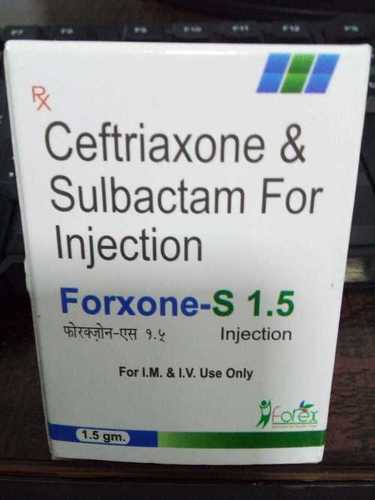 Rx
Ceftriaxone &
Sulbactam For
Injection
Forxone-S 1.5
फोरक्ज़ोन-एस १.५ Injection
For I.M. & I.V. Use Only
Forex
1.5 gm.